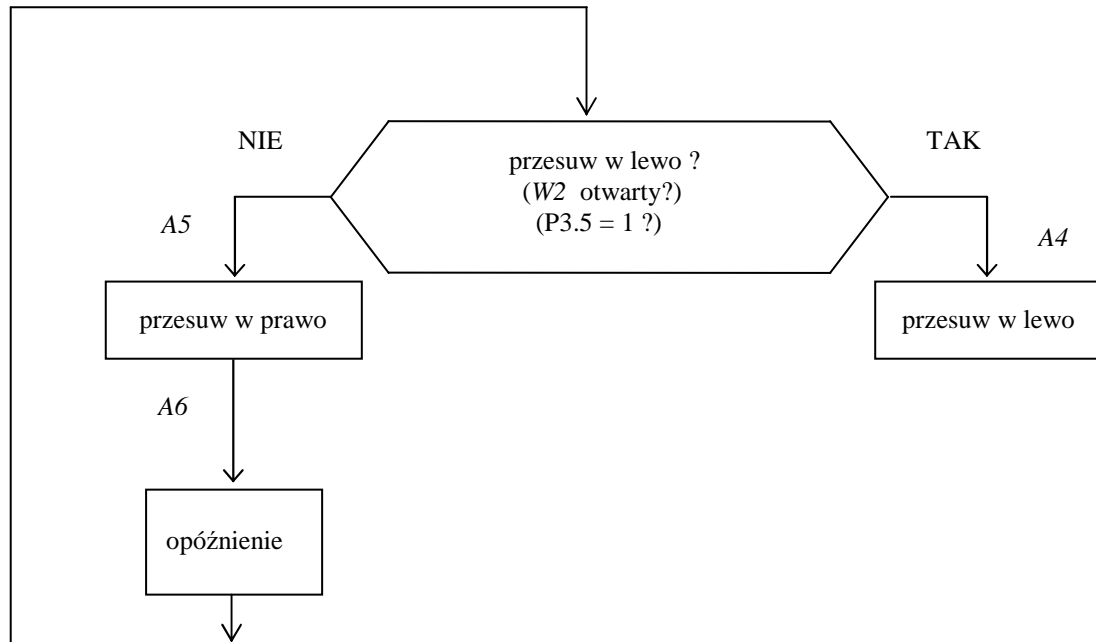 NIE
TAK
przesuw w lewo ?
(W2 otwarty?)
(P3.5 = 1 ?)
A5
A4
przesuw w prawo
przesuw w lewo
A6
opóźnienie